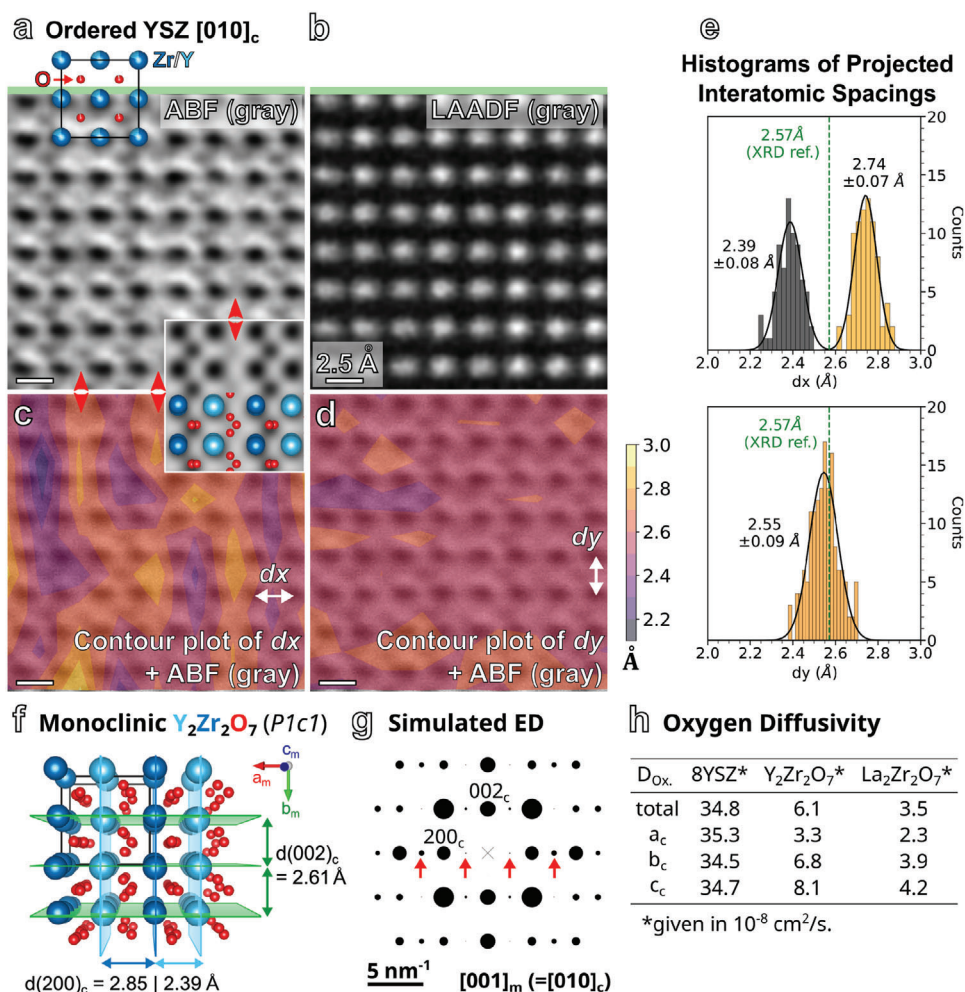 a Ordered YSZ [010]c
Zr/Y
O
ABF (gray)
b
LAADF (gray)
2.5 Å
c
dx
Contour plot of dx
+ ABF (gray)
d
dy
Contour plot of dy
+ ABF (gray)
3.0
2.8
2.6
2.4
2.2
Å
e
Histograms of Projected
Interatomic Spacings
2.57Å
(XRD ref.)
2.74
±0.07 Å
2.39
±0.08 Å
20
15
10
5
0
Counts
2.0 2.2 2.4 2.6 2.8 3.0
dx (Å)
2.57Å
(XRD ref.)
2.55
±0.09 Å
20
15
10
5
0
Counts
2.0 2.2 2.4 2.6 2.8 3.0
dy (Å)
f Monoclinic Y2Zr2O7 (P1c1)
cm
am
bm
d(002)c
= 2.61 Å
d(200)c = 2.85 | 2.39 Å
g Simulated ED
002c
200c
5 nm-1
[001]m (=[010]c)
h Oxygen Diffusivity
DOx. 8YSZ* Y2Zr2O7* La2Zr2O7*
total 34.8 6.1 3.5
ac 35.3 3.3 2.3
bc 34.5 6.8 3.9
cc 34.7 8.1 4.2
*given in 10-8 cm2/s.